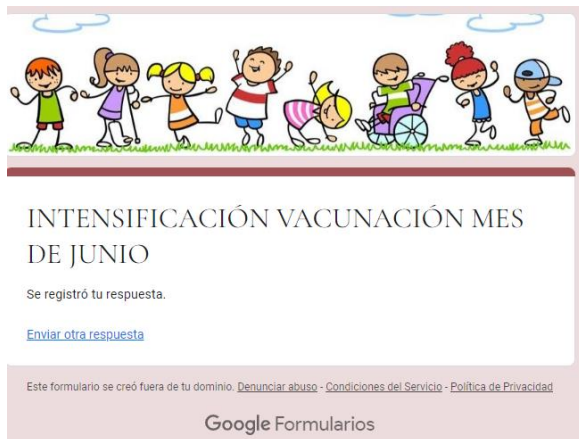 INTENSIFICACIÓN VACUNACIÓN MES
DE JUNIO
Se registró tu respuesta.
Enviar otra respuesta
Este formulario se creó fuera de tu dominio. Denunciar abuso - Condiciones del Servicio - Política de Privacidad
Google Formularios